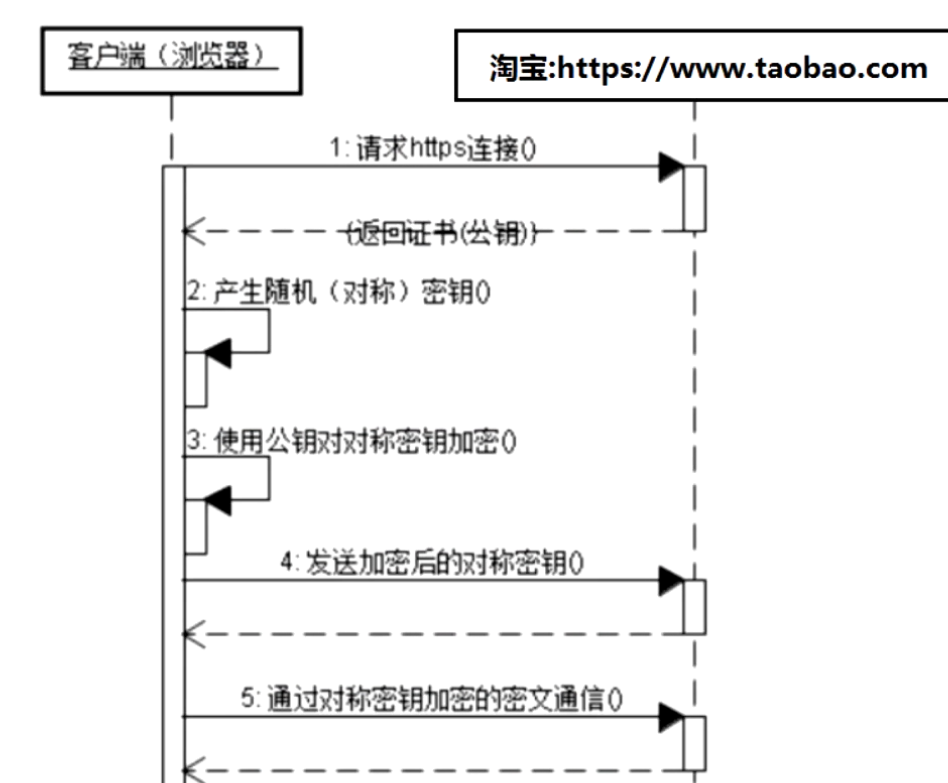 客户端（浏览器）
淘宝:https://www.taobao.com
1: 请求https连接()
{返回证书(公钥)}
2: 产生随机（对称）密钥()
3: 使用公钥对对称密钥加密()
4: 发送加密后的对称密钥()
5: 通过对称密钥加密的密文通信()